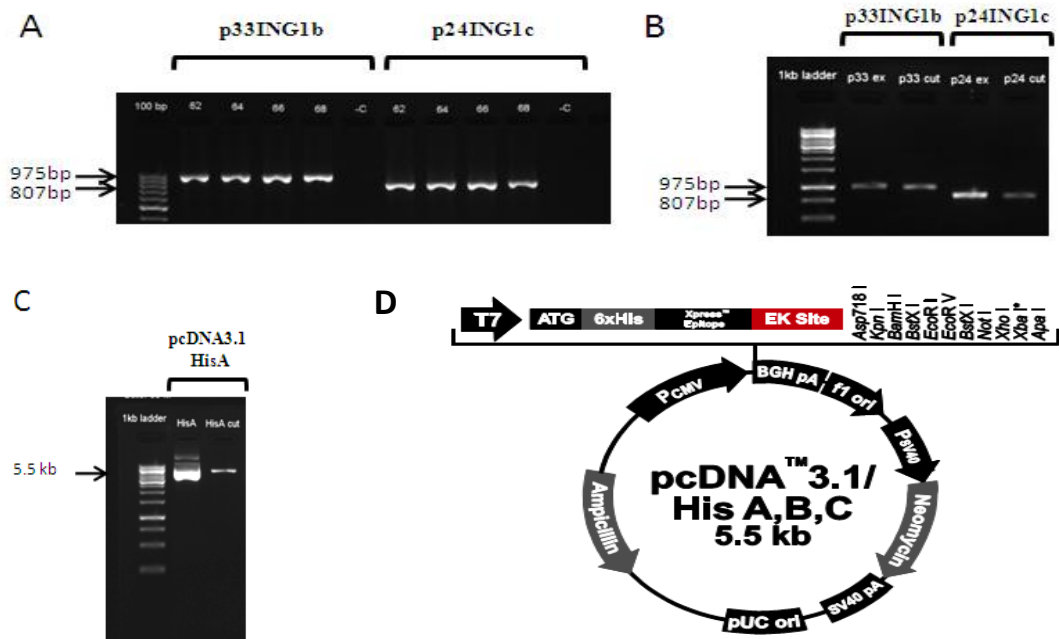 A
p33ING1b
p24ING1c
100 bp
62
64
66
68
-C
62
64
66
68
-C
975bp
807bp
B
p33ING1b
p24ING1c
1kb ladder
p33 ex
p33 cut
p24 ex
p24 cut
975bp
807bp
C
pcDNA3.1
HisA
1kb ladder
HisA
HisA cut
5.5 kb
D
T7
ATG
6xHis
Xpress™
Epitope
EK Site
Asp718 I
Kpn I
BamH I
BstX I
EcoR I
EcoR V
BstX I
Not I
Xho I
Xba I*
Apa I
PCMV
BGH pA
f1 ori
PSV40
Neomycin
SV40 pA
pUC ori
Ampicillin
pcDNA™3.1/
His A,B,C
5.5 kb